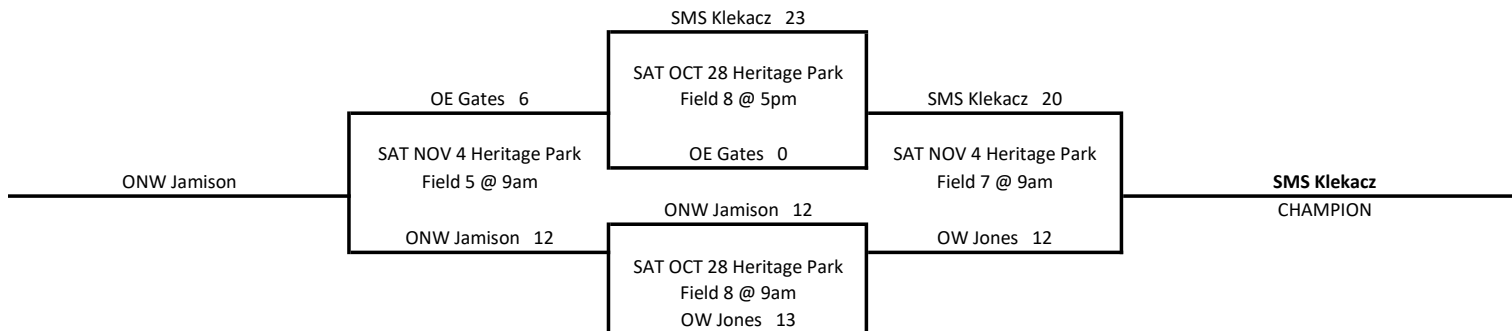 SMS Klekacz 23
SAT OCT 28 Heritage Park
Field 8 @ 5pm
OE Gates 6
SMS Klekacz 20
OE Gates 0
SAT NOV 4 Heritage Park
Field 5 @ 9am
SAT NOV 4 Heritage Park
Field 7 @ 9am
ONW Jamison
SMS Klekacz
CHAMPION
ONW Jamison 12
ONW Jamison 12
OW Jones 12
SAT OCT 28 Heritage Park
Field 8 @ 9am
OW Jones 13